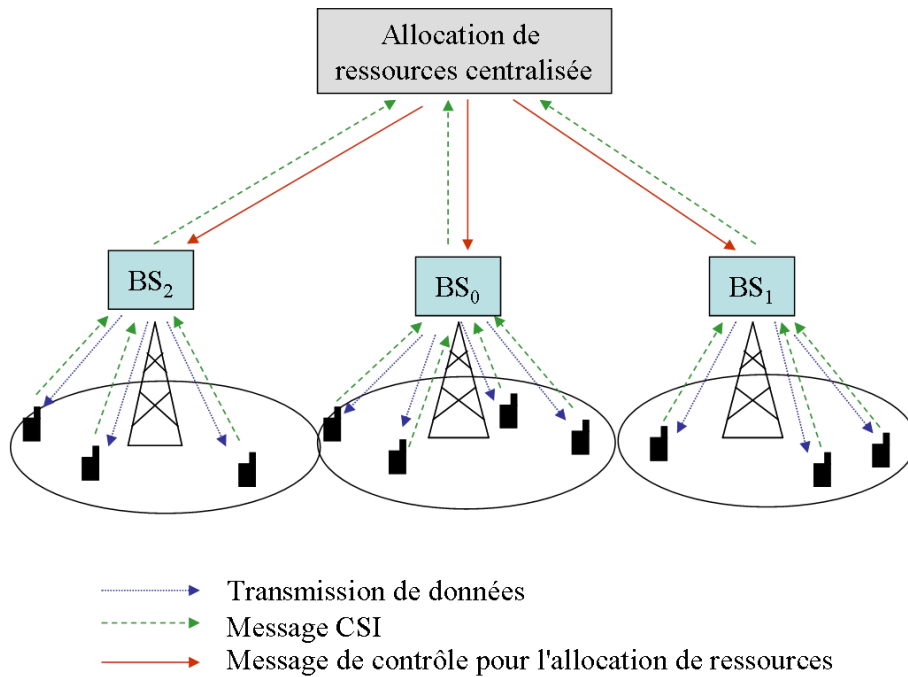 Allocation de
ressources centralisée
BS₂
BS₀
BS₁
Transmission de données
Message CSI
Message de contrôle pour l'allocation de ressources